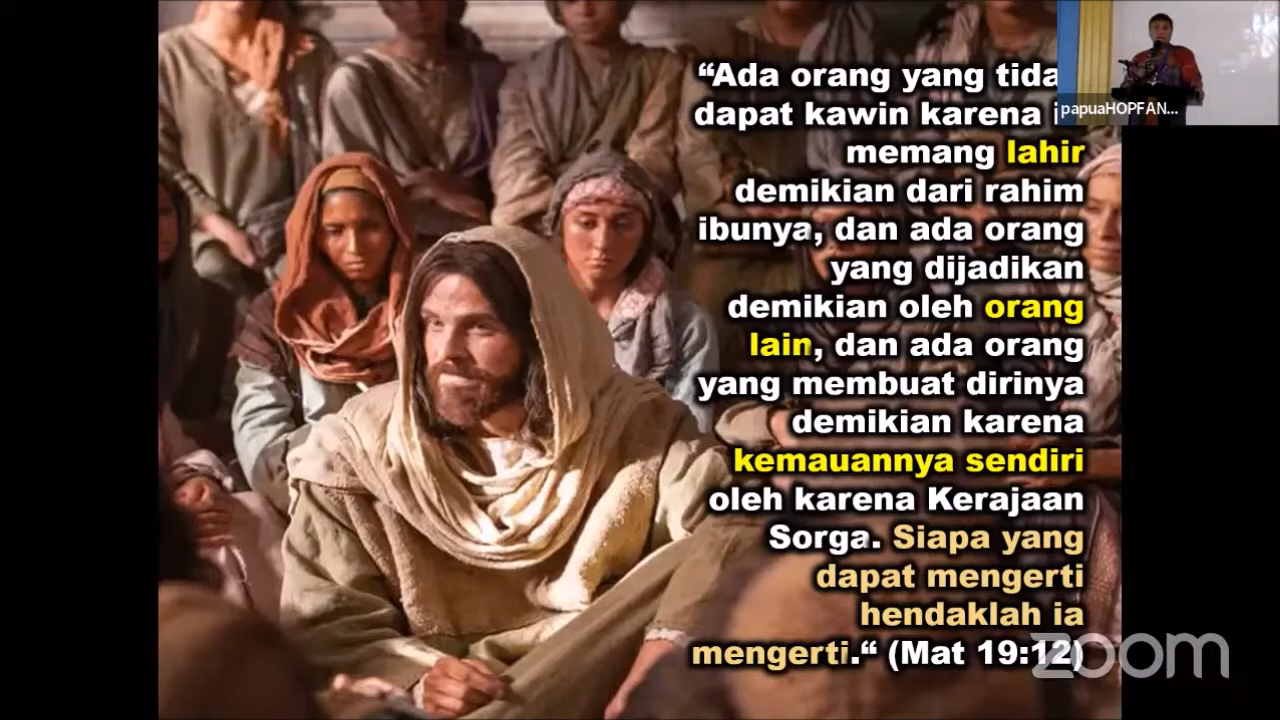 “Ada orang yang tida
dapat kawin karena
memang lahir
demikian dari rahim
ibunya, dan ada orang
yang dijadikan
demikian oleh orang
lain, dan ada orang
yang membuat dirinya
demikian karena
kemauannya sendiri
oleh karena Kerajaan
Sorga. Siapa yang
dapat mengerti
hendaklah ia
mengerti.“ (Mat 19:12)
papuaHOPFAN...
zoom